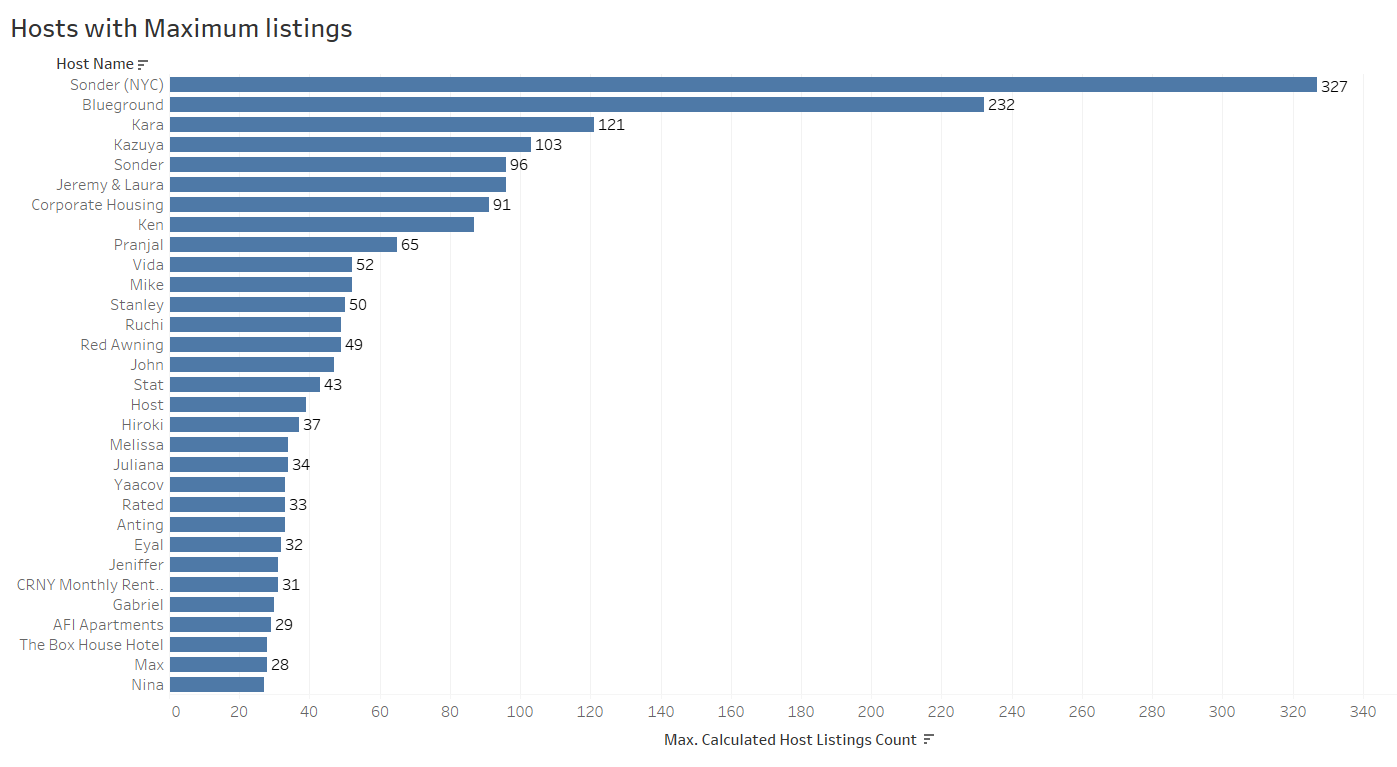 Hosts with Maximum listings
Host Name
Sonder (NYC) 327
Blueground 232
Kara 121
Kazuya 103
Sonder 96
Jeremy & Laura
Corporate Housing 91
Ken
Pranjal 65
Vida 52
Mike
Stanley 50
Ruchi
Red Awning 49
John
Stat 43
Host
Hiroki 37
Melissa
Juliana 34
Yaacov
Rated 33
Anting
Eyal 32
Jeniffer
CRNY Monthly Rent.. 31
Gabriel
AFI Apartments 29
The Box House Hotel
Max 28
Nina
0 20 40 60 80 100 120 140 160 180 200 220 240 260 280 300 320 340
Max. Calculated Host Listings Count